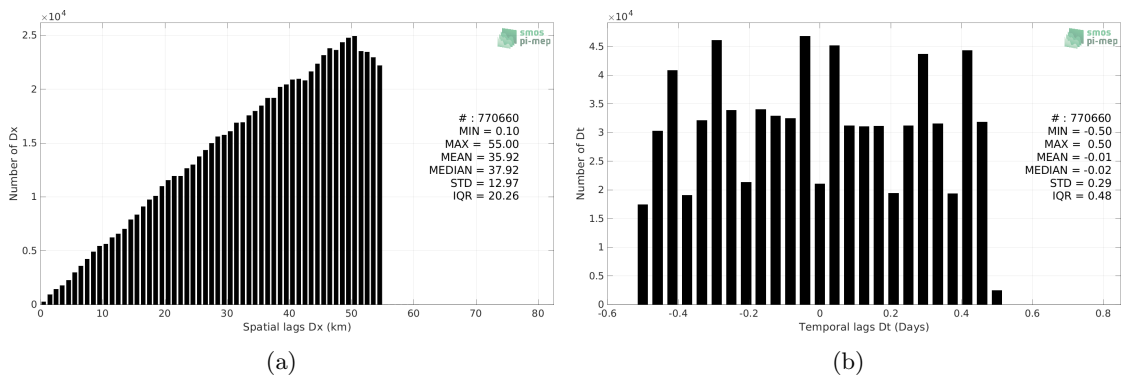 ×10⁴
2.5
2
1.5
1
0.5
0
Number of Dx
0 10 20 30 40 50 60 70 80
Spatial lags Dx (km)
smos
pi-mep
# : 770660
MIN = 0.10
MAX = 55.00
MEAN = 35.92
MEDIAN = 37.92
STD = 12.97
IQR = 20.26
(a)
×10⁴
4.5
4
3.5
3
2.5
2
1.5
1
0.5
0
Number of Dt
-0.6 -0.4 -0.2 0 0.2 0.4 0.6 0.8
Temporal lags Dt (Days)
smos
pi-mep
# : 770660
MIN = -0.50
MAX = 0.50
MEAN = -0.01
MEDIAN = -0.02
STD = 0.29
IQR = 0.48
(b)